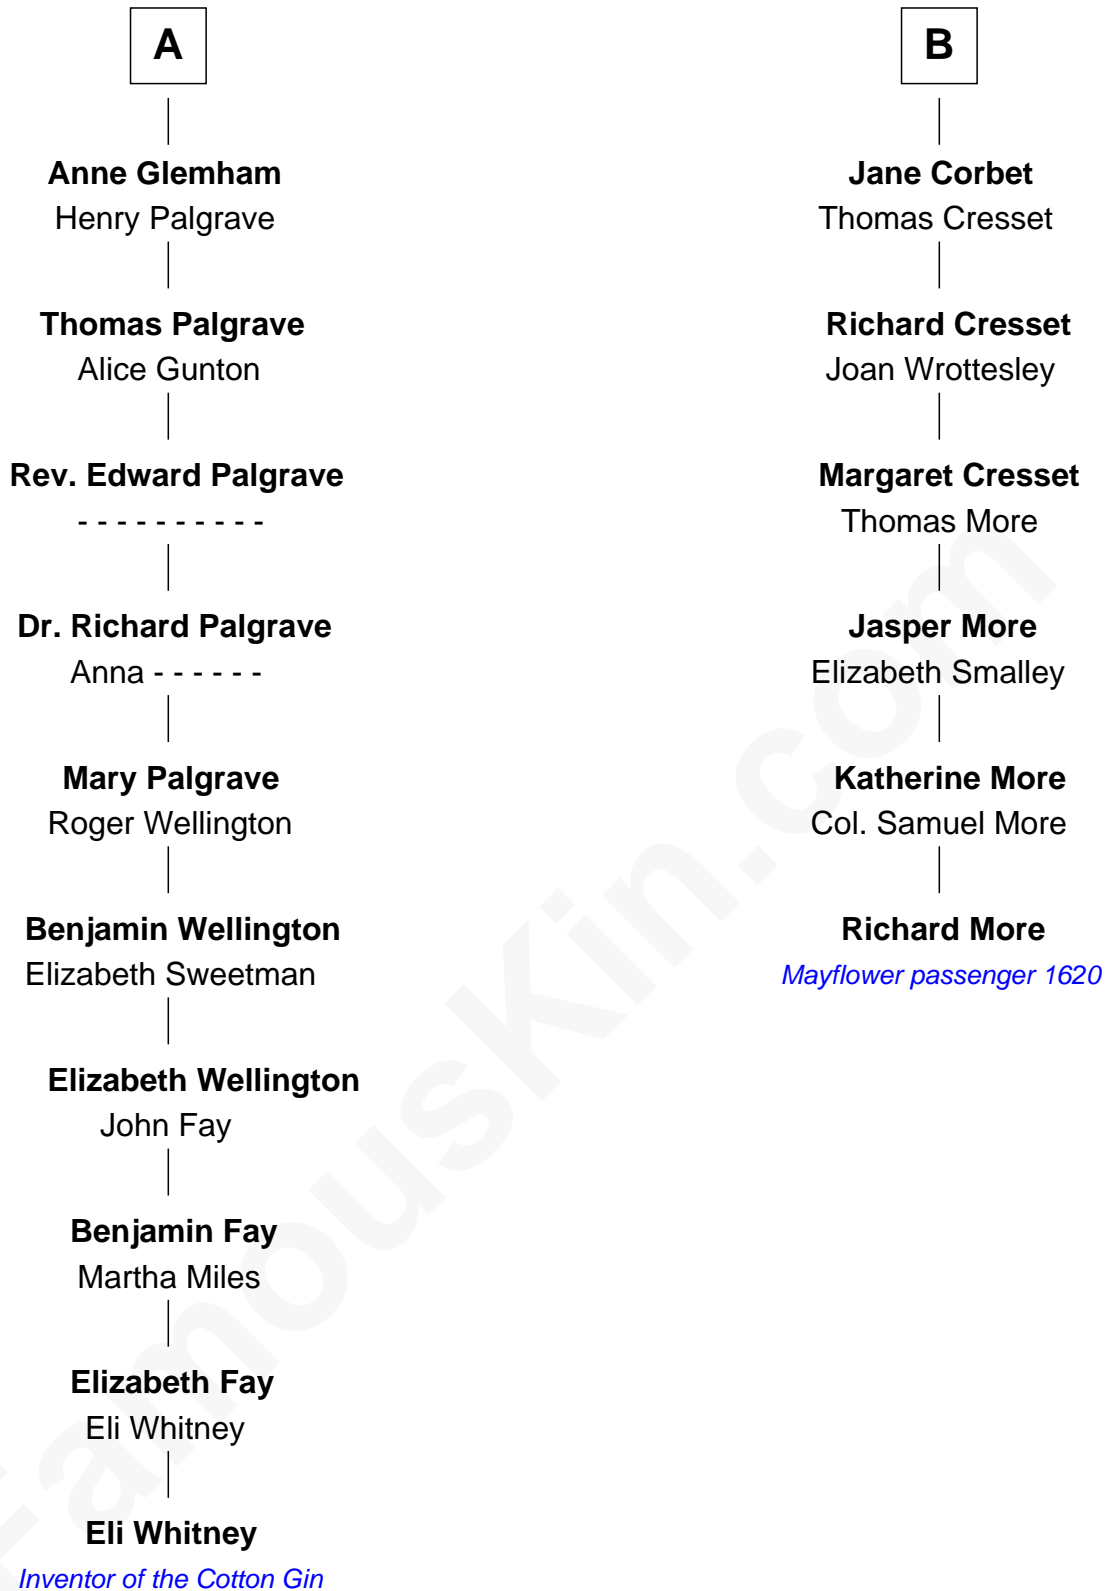 A
Anne Glemham
Henry Palgrave
Thomas Palgrave
Alice Gunton
Rev. Edward Palgrave
- - - - - - - - - -
Dr. Richard Palgrave
Anna - - - - - -
Mary Palgrave
Roger Wellington
Benjamin Wellington
Elizabeth Sweetman
Elizabeth Wellington
John Fay
Benjamin Fay
Martha Miles
Elizabeth Fay
Eli Whitney
Eli Whitney
Inventor of the Cotton Gin
B
Jane Corbet
Thomas Cresset
Richard Cresset
Joan Wrottesley
Margaret Cresset
Thomas More
Jasper More
Elizabeth Smalley
Katherine More
Col. Samuel More
Richard More
Mayflower passenger 1620
FamousKin.com